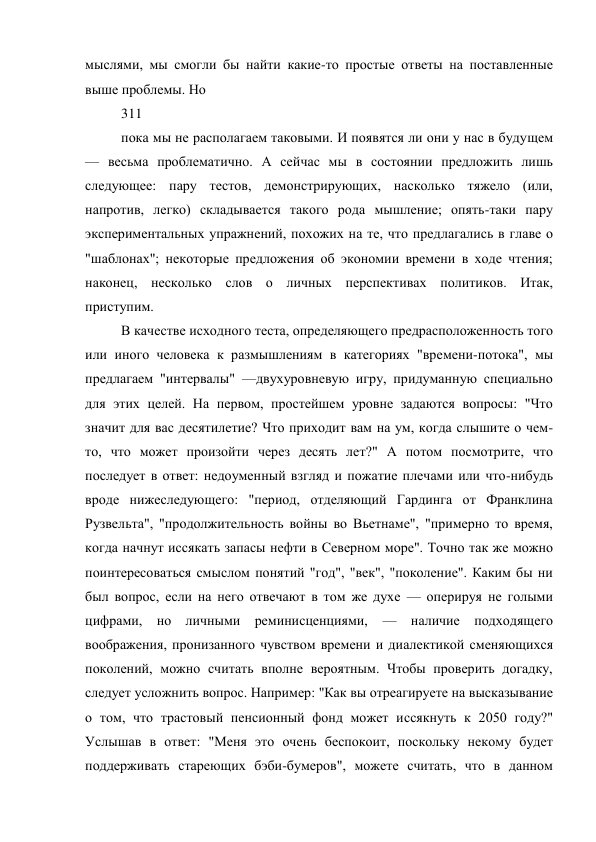 мыслями, мы смогли бы найти какие-то простые ответы на поставленные
выше проблемы. Но
311
пока мы не располагаем таковыми. И появятся ли они у нас в будущем
— весьма проблематично. А сейчас мы в состоянии предложить лишь
следующее: пару тестов, демонстрирующих, насколько тяжело (или,
напротив, легко) складывается такого рода мышление; опять-таки пару
экспериментальных упражнений, похожих на те, что предлагались в главе о
"шаблонах"; некоторые предложения об экономии времени в ходе чтения;
наконец, несколько слов о личных перспективах политиков. Итак,
приступим.
В качестве исходного теста, определяющего предрасположенность того
или иного человека к размышлениям в категориях "времени-потока", мы
предлагаем "интервалы" —двухуровневую игру, придуманную специально
для этих целей. На первом, простейшем уровне задаются вопросы: "Что
значит для вас десятилетие? Что приходит вам на ум, когда слышите о чем-
то, что может произойти через десять лет?" А потом посмотрите, что
последует в ответ: недоуменный взгляд и пожатие плечами или что-нибудь
вроде нижеследующего: "период, отделяющий Гардинга от Франклина
Рузвельта", "продолжительность войны во Вьетнаме", "примерно то время,
когда начнут иссякать запасы нефти в Северном море". Точно так же можно
поинтересоваться смыслом понятий "год", "век", "поколение". Каким бы ни
был вопрос, если на него отвечают в том же духе — оперируя не голыми
цифрами, но личными реминисценциями, — наличие подходящего
воображения, пронизанного чувством времени и диалектикой сменяющихся
поколений, можно считать вполне вероятным. Чтобы проверить догадку,
следует усложнить вопрос. Например: "Как вы отреагируете на высказывание
о том, что трастовый пенсионный фонд может иссякнуть к 2050 году?"
Услышав в ответ: "Меня это очень беспокоит, поскольку некому будет
поддерживать стареющих бэби-бумеров", можете считать, что в данном